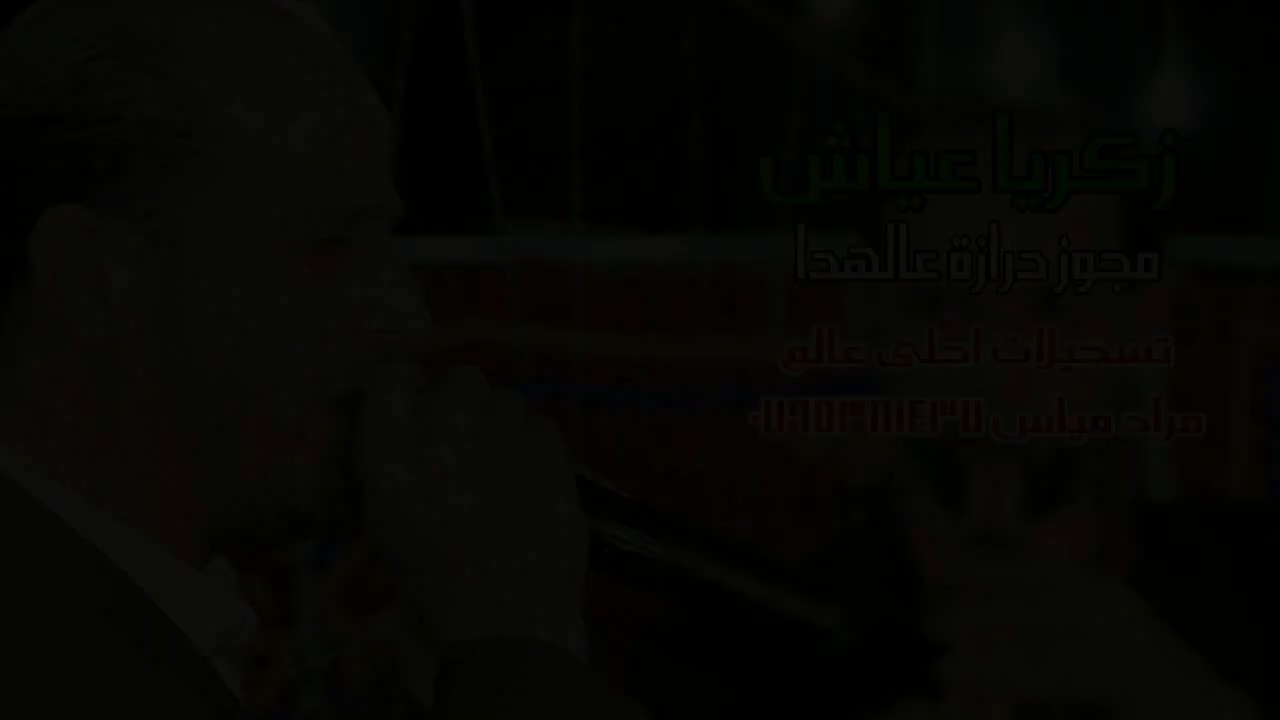 زكريا عياش
مجوز درازة عالهدا
تسجيلات احلى عالم
مراد مياس